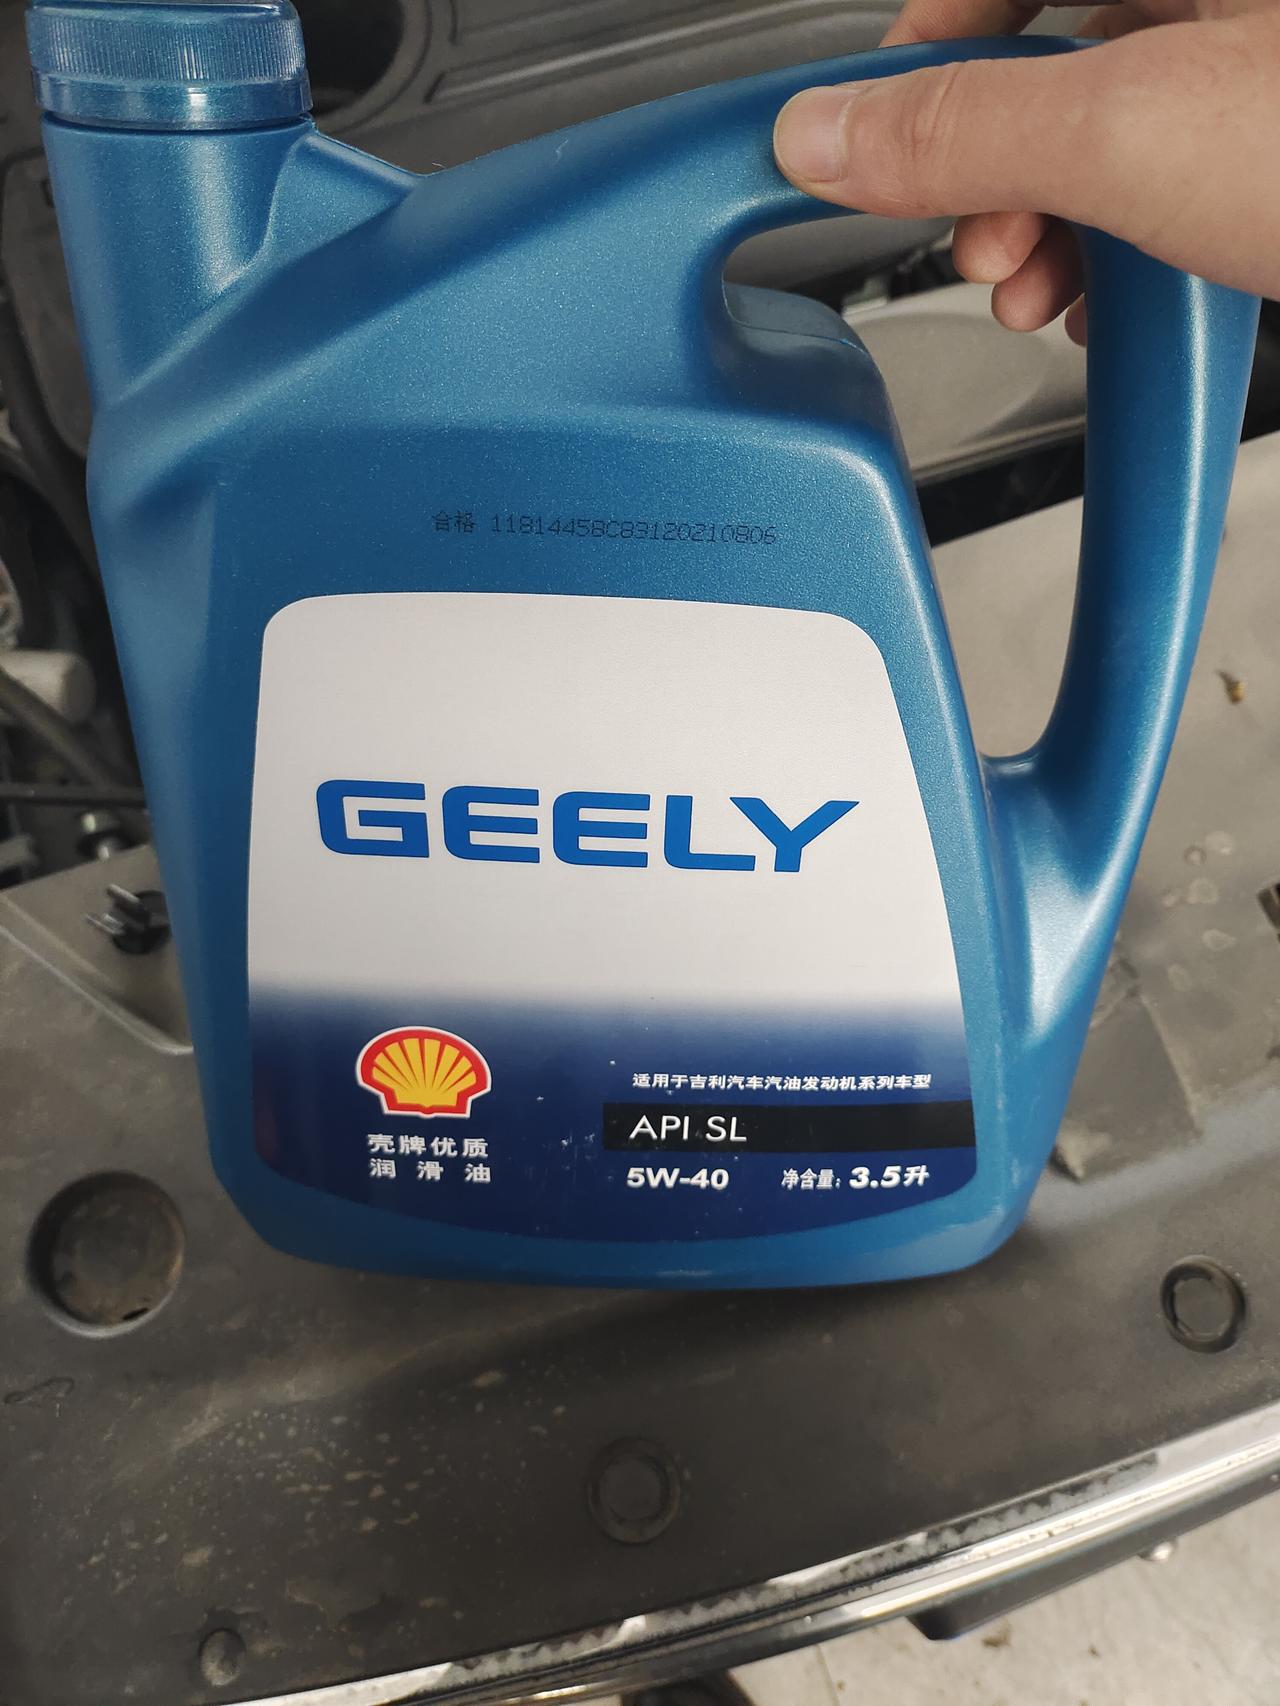 合格 11814458C83120210806
GEELY
壳牌优质
润滑油
适用于吉利汽车汽油发动机系列车型
API SL
5W-40 净含量：3.5升